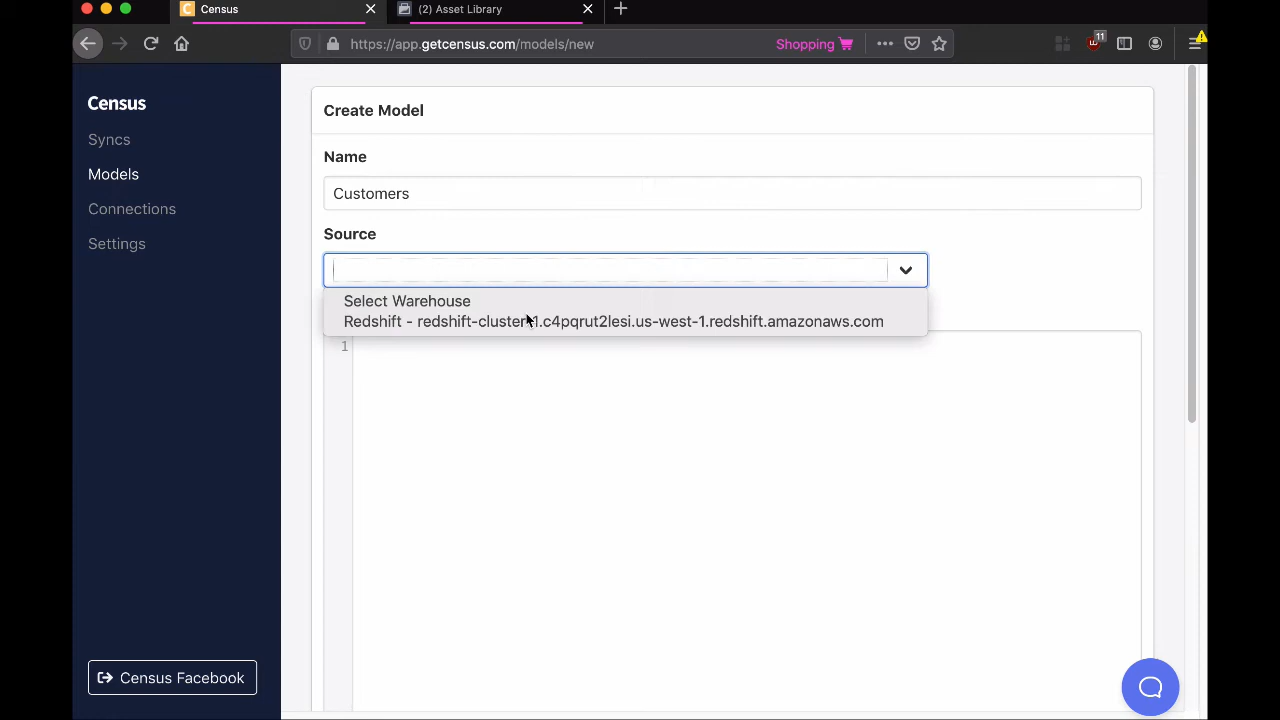 Census
(2) Asset Library
https://app.getcensus.com/models/new
Shopping
11
Census
Syncs
Models
Connections
Settings
Census Facebook
Create Model
Name
Customers
Source
Select Warehouse
Redshift - redshift-cluster-1.c4pqrut2lesi.us-west-1.redshift.amazonaws.com
1